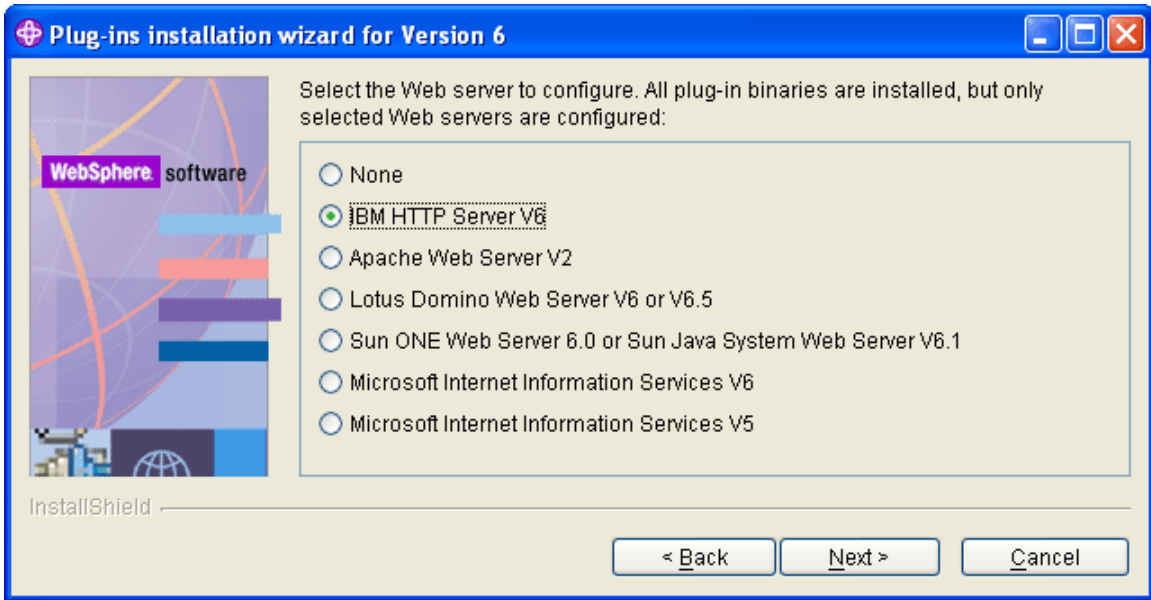 Plug-ins installation wizard for Version 6
Select the Web server to configure. All plug-in binaries are installed, but only
selected Web servers are configured:
WebSphere software
None
IBM HTTP Server V6
Apache Web Server V2
Lotus Domino Web Server V6 or V6.5
Sun ONE Web Server 6.0 or Sun Java System Web Server V6.1
Microsoft Internet Information Services V6
Microsoft Internet Information Services V5
InstallShield
< Back Next > Cancel